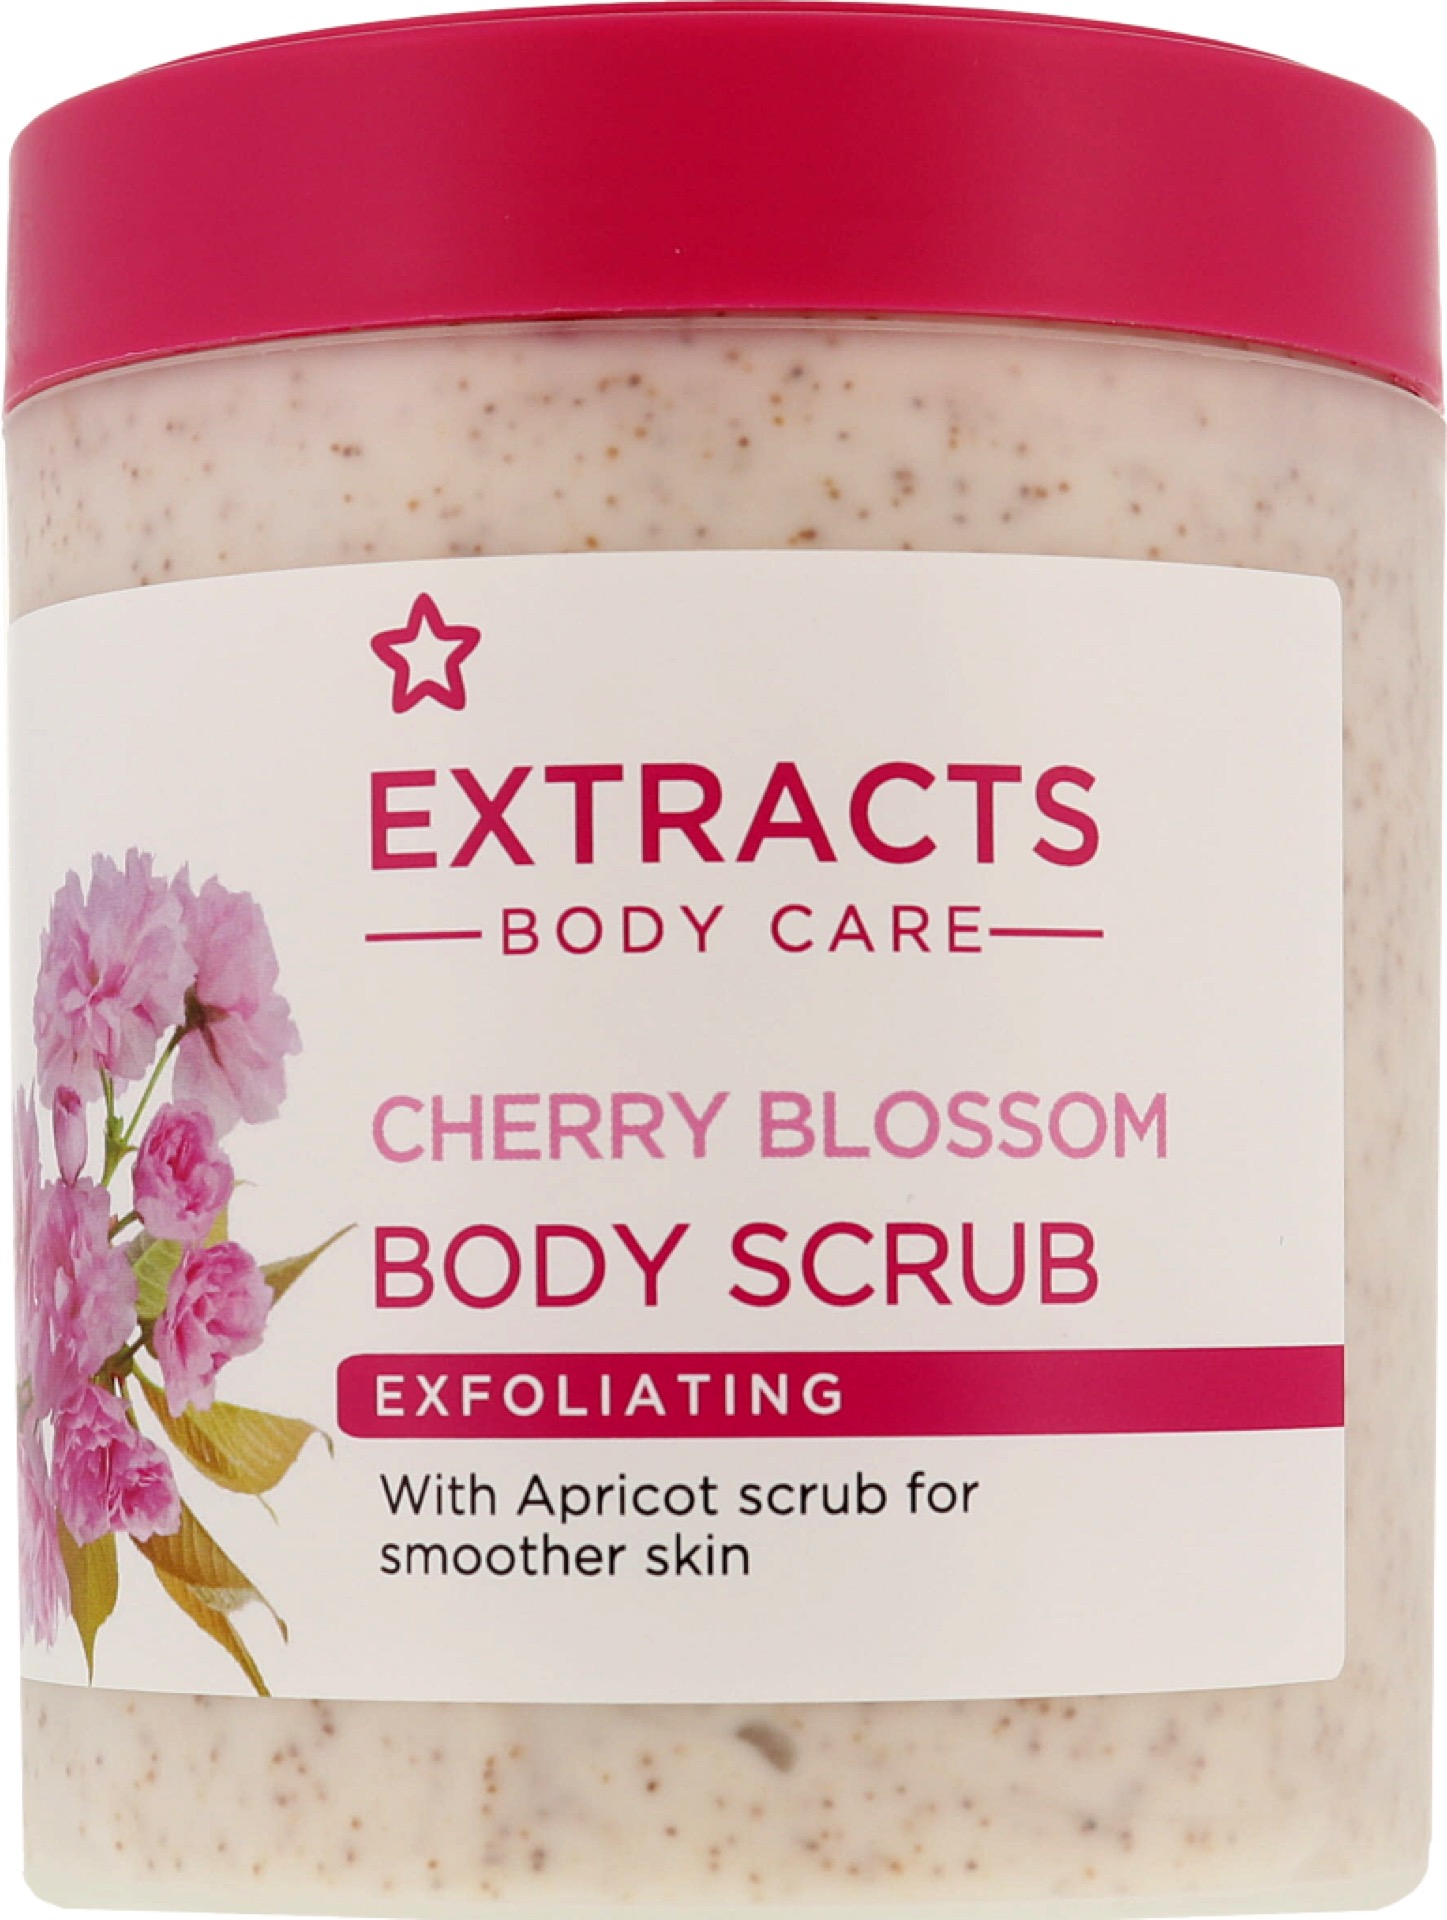 EXTRACTS
BODY CARE
CHERRY BLOSSOM
BODY SCRUB
EXFOLIATING
With Apricot scrub for
smoother skin